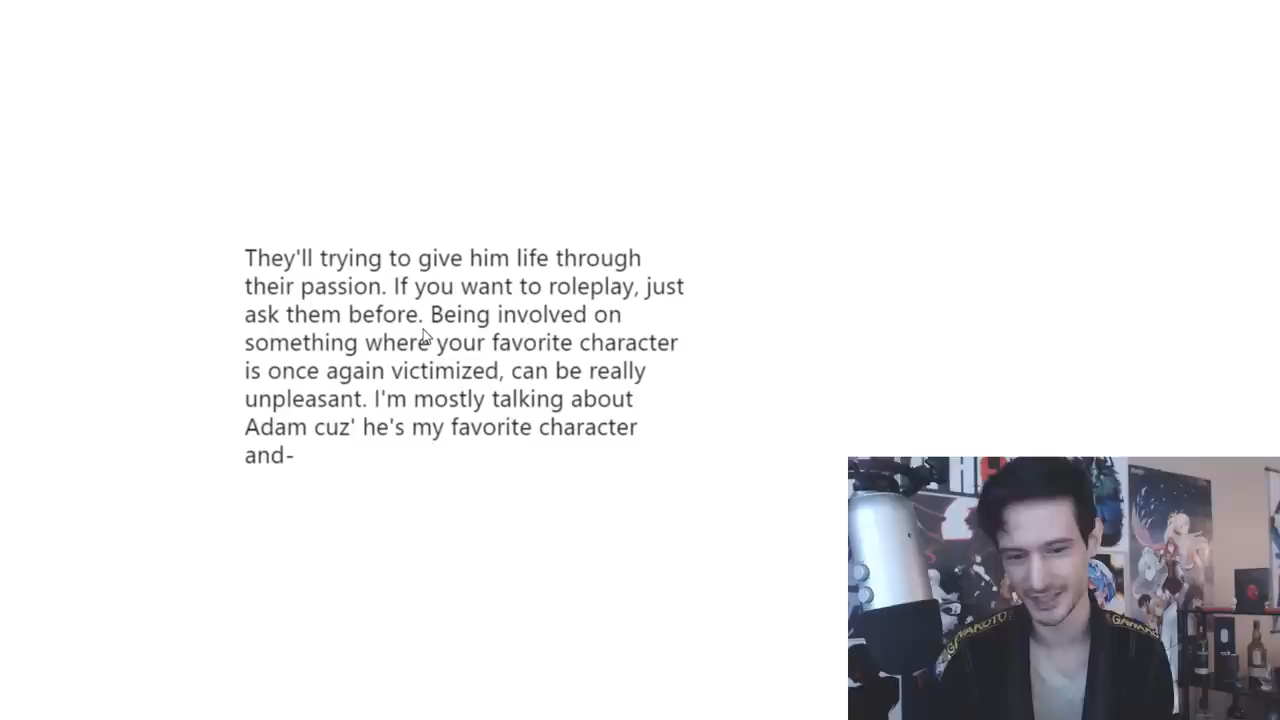 They'll trying to give him life through
their passion. If you want to roleplay, just
ask them before. Being involved on
something where your favorite character
is once again victimized, can be really
unpleasant. I'm mostly talking about
Adam cuz' he's my favorite character
and-